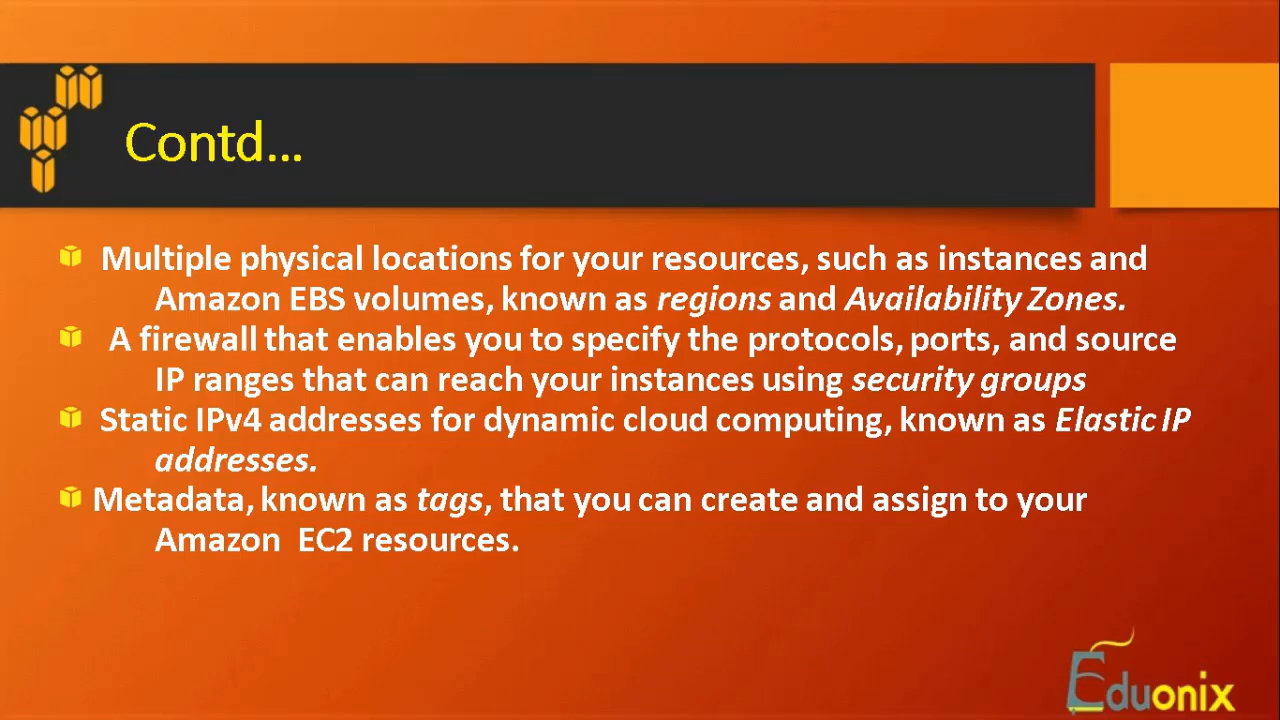 Contd...
Multiple physical locations for your resources, such as instances and
Amazon EBS volumes, known as regions and Availability Zones.
A firewall that enables you to specify the protocols, ports, and source
IP ranges that can reach your instances using security groups
Static IPv4 addresses for dynamic cloud computing, known as Elastic IP
addresses.
Metadata, known as tags, that you can create and assign to your
Amazon EC2 resources.
Eduonix